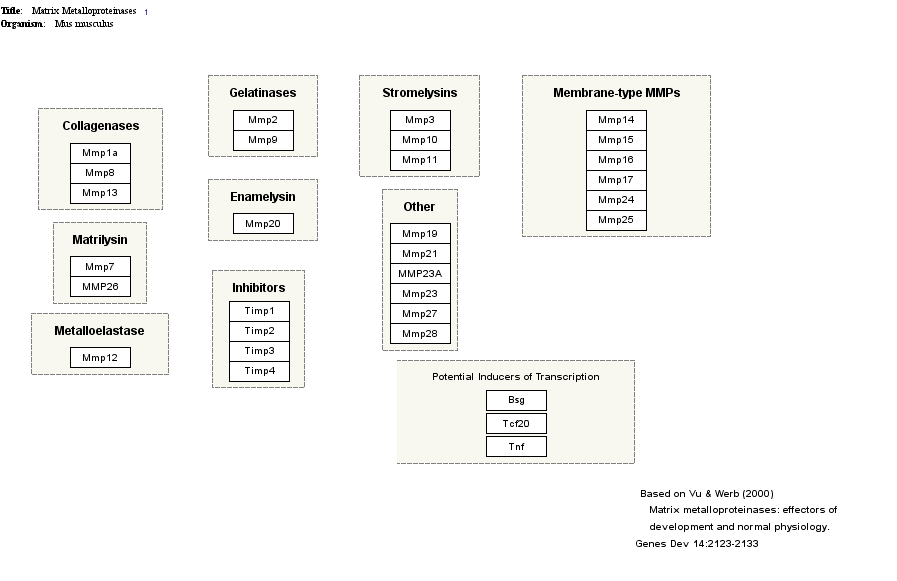 Title: Matrix Metalloproteinases 1
Organism: Mus musculus
Collagenases
Mmp1a
Mmp8
Mmp13
Matrilysin
Mmp7
MMP26
Metalloelastase
Mmp12
Gelatinases
Mmp2
Mmp9
Enamelysin
Mmp20
Inhibitors
Timp1
Timp2
Timp3
Timp4
Stromelysins
Mmp3
Mmp10
Mmp11
Other
Mmp19
Mmp21
MMP23A
Mmp23
Mmp27
Mmp28
Membrane-type MMPs
Mmp14
Mmp15
Mmp16
Mmp17
Mmp24
Mmp25
Potential Inducers of Transcription
Bsg
Tcf20
Tnf
Based on Vu & Werb (2000)
Matrix metalloproteinases: effectors of
development and normal physiology.
Genes Dev 14:2123-2133